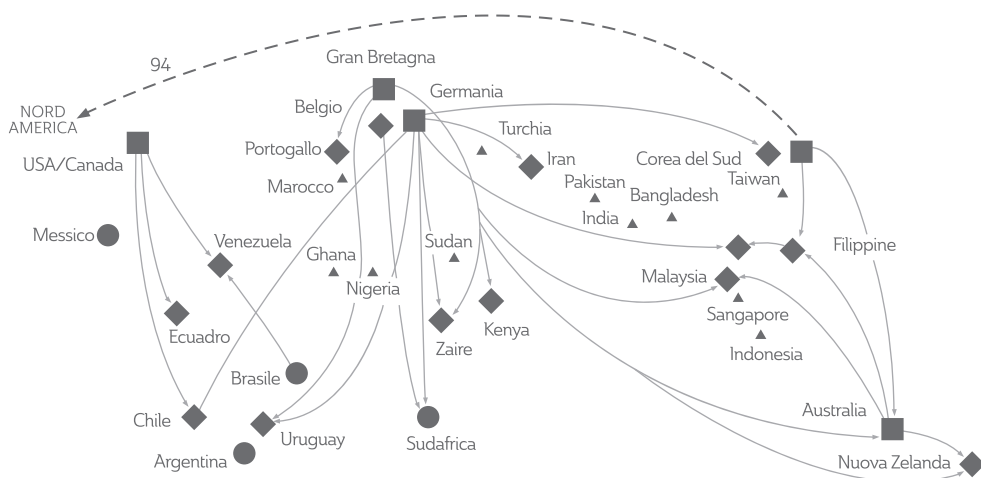 94
Gran Bretagna
Germania
NORD
AMERICA
Belgio
Turchia
USA/Canada
Portogallo
Iran
Corea del Sud
Marocco
Pakistan
Taiwan
Bangladesh
India
Messico
Venezuela
Filippine
Ghana
Sudan
Nigeria
Malaysia
Sangapore
Kenya
Ecuadro
Zaire
Indonesia
Brasile
Chile
Uruguay
Sudafrica
Australia
Argentina
Nuova Zelanda